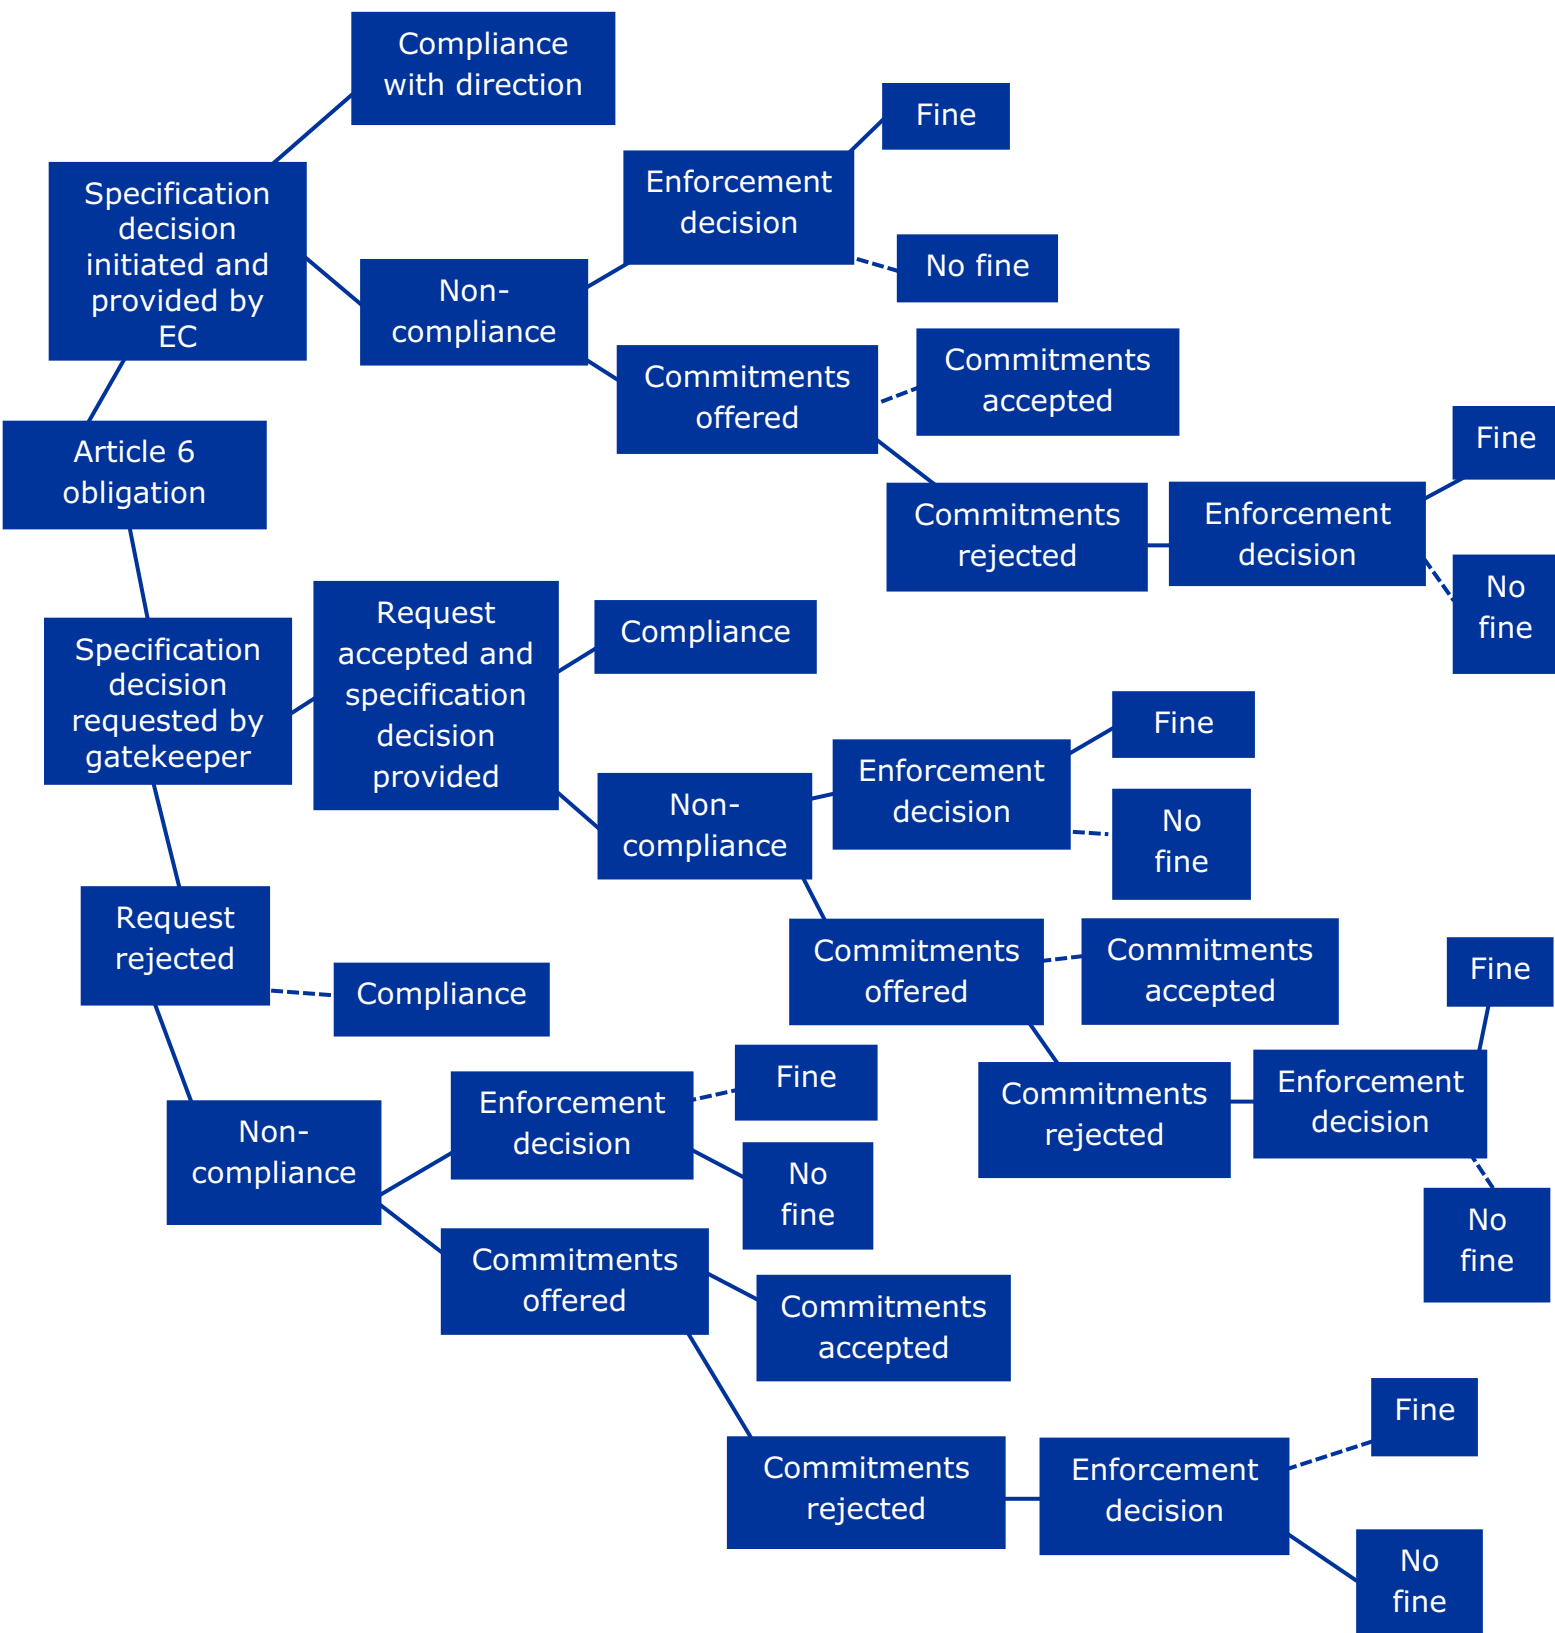 Compliance
with direction
Fine
Specification
decision
initiated and
provided by
EC
Enforcement
decision
No fine
Non-
compliance
Commitments
offered
Commitments
accepted
Fine
Article 6
obligation
Commitments
rejected
Enforcement
decision
No
fine
Request
accepted and
specification
decision
provided
Compliance
Specification
decision
requested by
gatekeeper
Fine
Enforcement
decision
Non-
compliance
No
fine
Request
rejected
Commitments
offered
Commitments
accepted
Fine
Compliance
Fine
Enforcement
decision
Commitments
rejected
Enforcement
decision
Non-
compliance
No
fine
No
fine
Commitments
offered
Commitments
accepted
Fine
Commitments
rejected
Enforcement
decision
No
fine